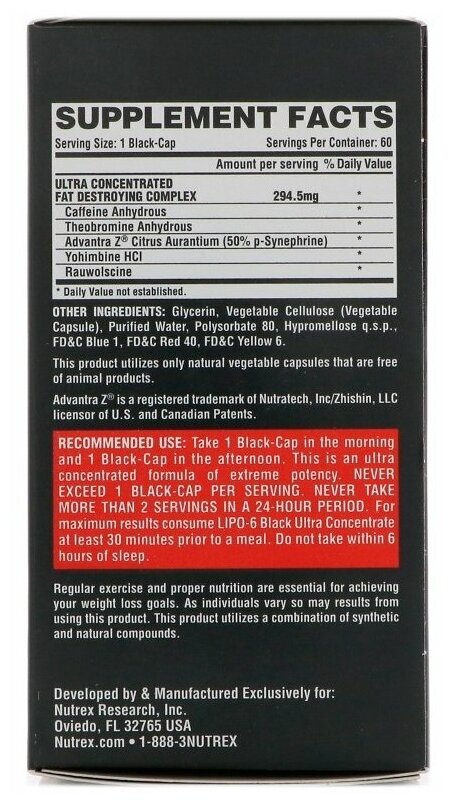 SUPPLEMENT FACTS
Serving Size: 1 Black-Cap Servings Per Container: 60
Amount per serving % Daily Value
ULTRA CONCENTRATED
FAT DESTROYING COMPLEX 294.5mg *
Caffeine Anhydrous *
Theobromine Anhydrous *
Advantra Z® Citrus Aurantium (50% p-Synephrine) *
Yohimbine HCl *
Rauwolscine *
* Daily Value not established.
OTHER INGREDIENTS: Glycerin, Vegetable Cellulose (Vegetable
Capsule), Purified Water, Polysorbate 80, Hypromellose q.s.p.,
FD&C Blue 1, FD&C Red 40, FD&C Yellow 6.
This product utilizes only natural vegetable capsules that are free
of animal products.
Advantra Z® is a registered trademark of Nutratech, Inc/Zhishin, LLC
licensor of U.S. and Canadian Patents.
RECOMMENDED USE: Take 1 Black-Cap in the morning
and 1 Black-Cap in the afternoon. This is an ultra
concentrated formula of extreme potency. NEVER
EXCEED 1 BLACK-CAP PER SERVING. NEVER TAKE
MORE THAN 2 SERVINGS IN A 24-HOUR PERIOD. For
maximum results consume LIPO-6 Black Ultra Concentrate
at least 30 minutes prior to a meal. Do not take within 6
hours of sleep.
Regular exercise and proper nutrition are essential for achieving
your weight loss goals. As individuals vary so may results from
using this product. This product utilizes a combination of synthetic
and natural compounds.
Developed by & Manufactured Exclusively for:
Nutrex Research, Inc.
Oviedo, FL 32765 USA
Nutrex.com • 1-888-3NUTREX